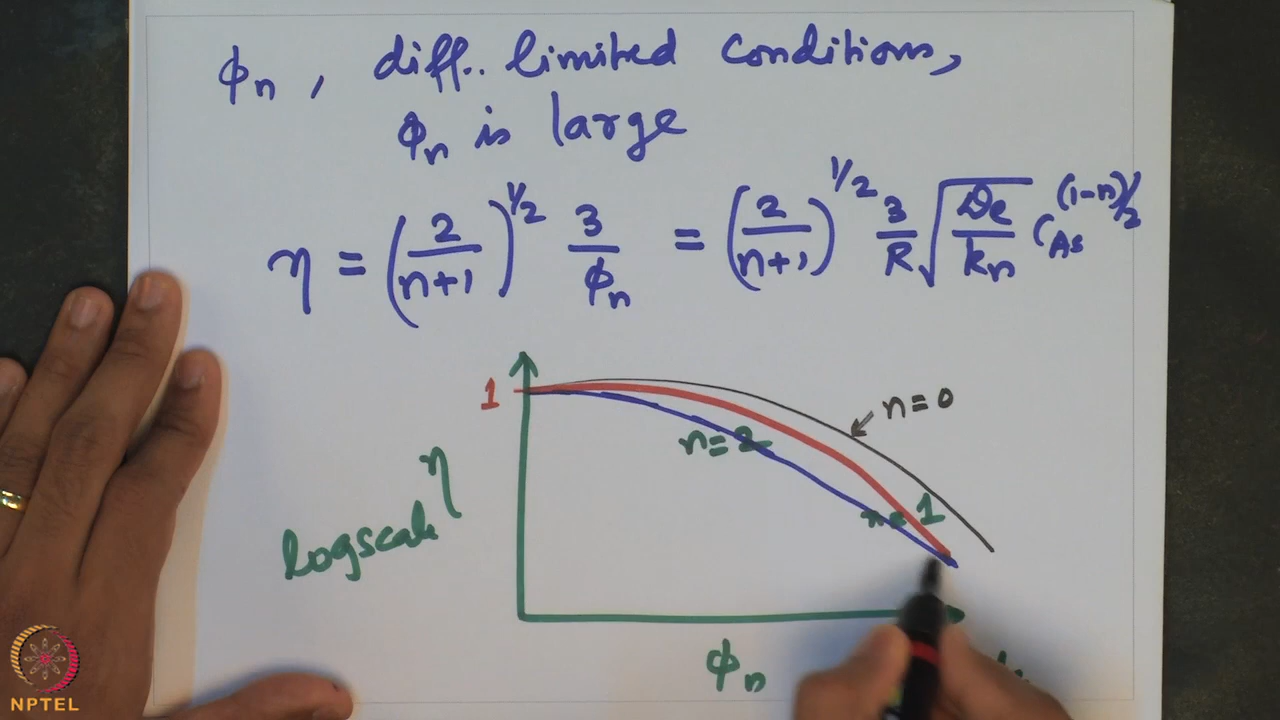 ϕn , diff.. limited conditions,
ϕn is large
η = (2/(n+1))^1/2 3/ϕn = (2/(n+1))^1/2 3/R √(De/kn) CAs^(1-n)/2
1
n = 0
n = 2
η
n = 1
logscale
ϕn
NPTEL